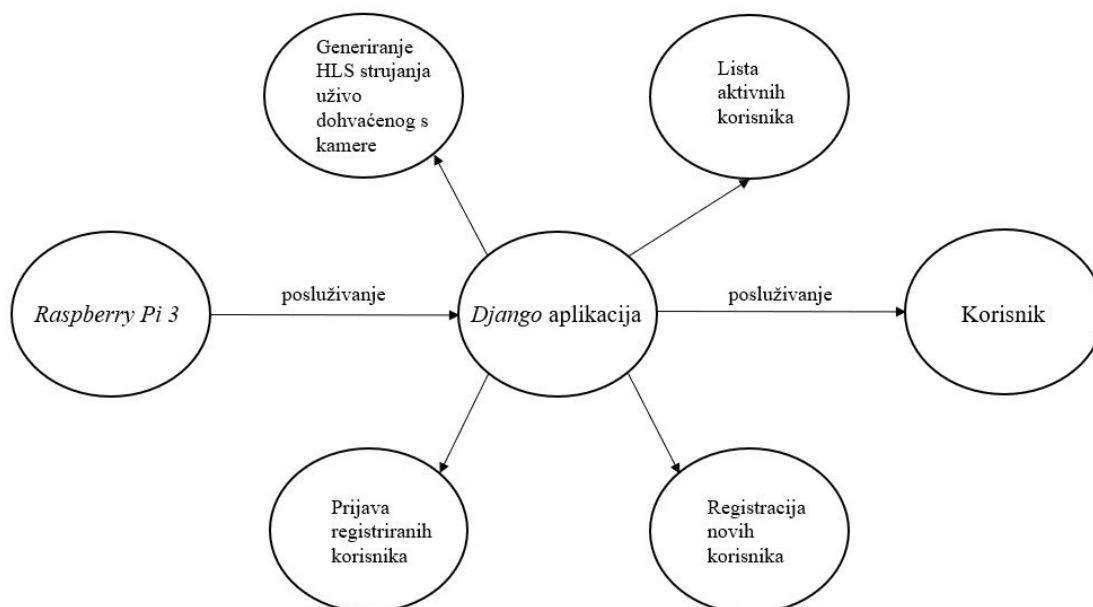 Generiranje
HLS strujanja
uživo
dohvaćenog s
kamere
Lista
aktivnih
korisnika
Raspberry Pi 3
posluživanje
Django aplikacija
posluživanje
Korisnik
Prijava
registriranih
korisnika
Registracija
novih
korisnika